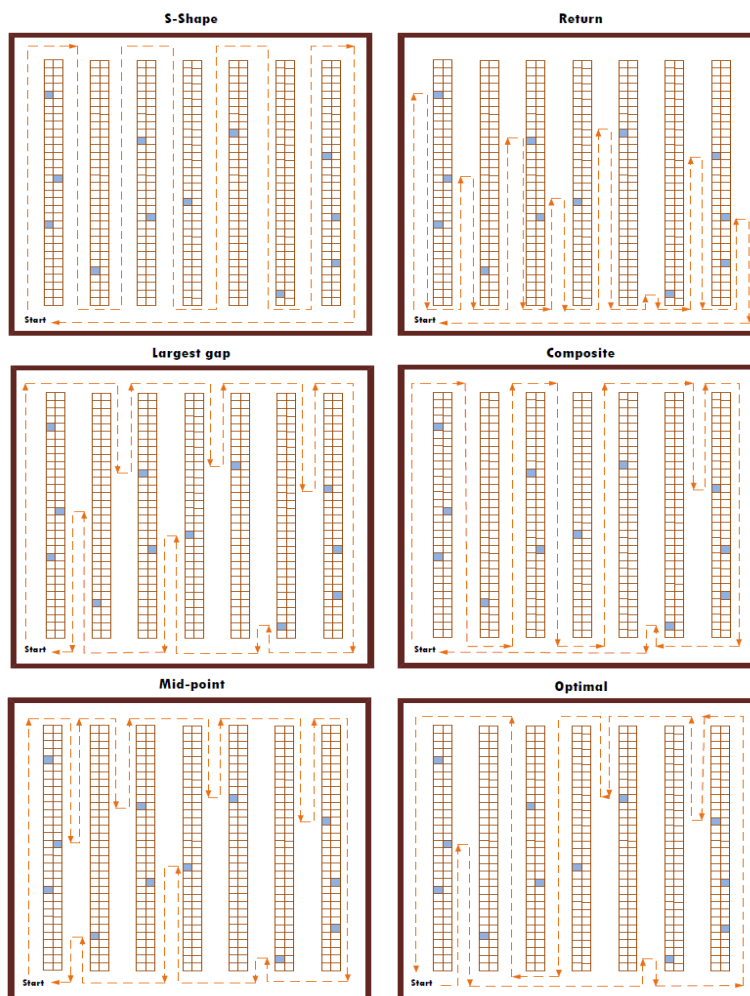 S-Shape
Return
Start
Start
Largest gap
Composite
Start
Start
Mid-point
Optimal
Start
Start